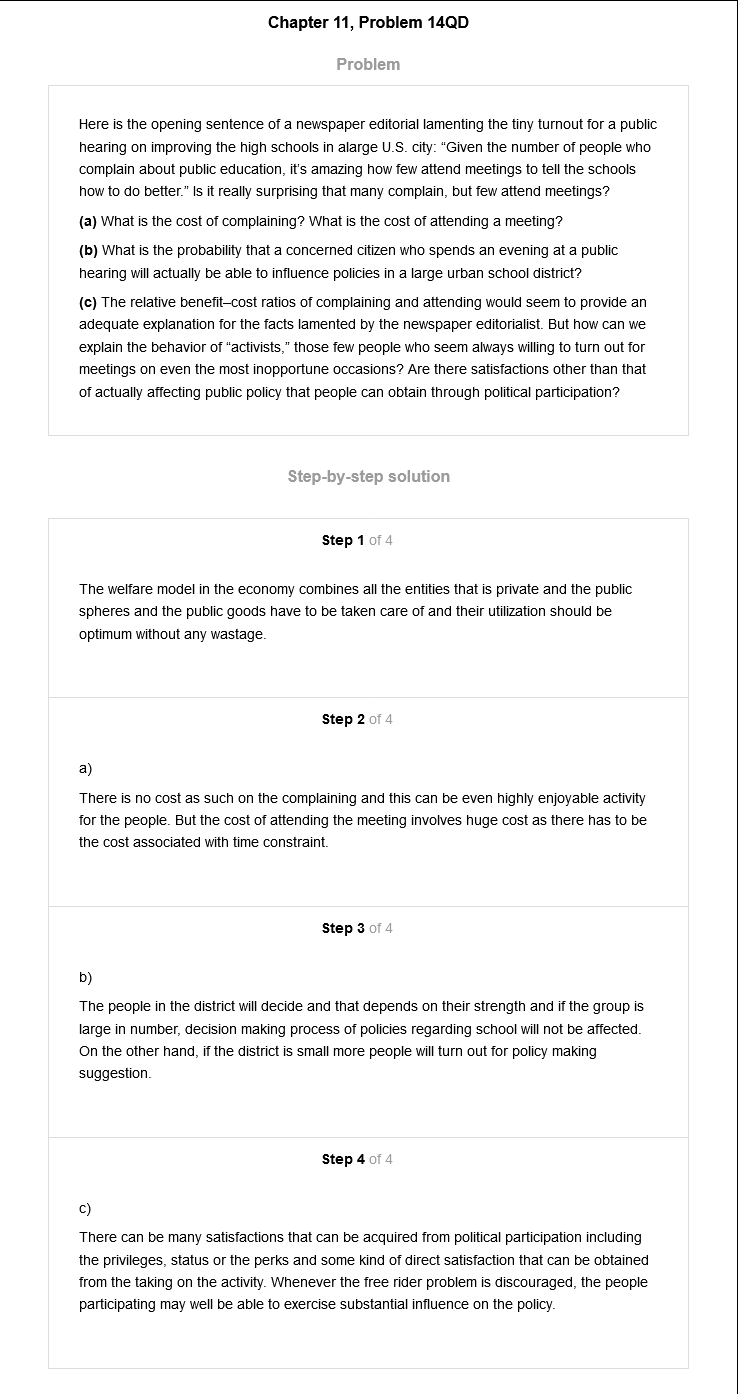 Chapter 11, Problem 14QD
Problem
Here is the opening sentence of a newspaper editorial lamenting the tiny turnout for a public
hearing on improving the high schools in alarge U.S. city: “Given the number of people who
complain about public education, it’s amazing how few attend meetings to tell the schools
how to do better.” Is it really surprising that many complain, but few attend meetings?
(a) What is the cost of complaining? What is the cost of attending a meeting?
(b) What is the probability that a concerned citizen who spends an evening at a public
hearing will actually be able to influence policies in a large urban school district?
(c) The relative benefit–cost ratios of complaining and attending would seem to provide an
adequate explanation for the facts lamented by the newspaper editorialist. But how can we
explain the behavior of “activists,” those few people who seem always willing to turn out for
meetings on even the most inopportune occasions? Are there satisfactions other than that
of actually affecting public policy that people can obtain through political participation?
Step-by-step solution
Step 1 of 4
The welfare model in the economy combines all the entities that is private and the public
spheres and the public goods have to be taken care of and their utilization should be
optimum without any wastage.
Step 2 of 4
a)
There is no cost as such on the complaining and this can be even highly enjoyable activity
for the people. But the cost of attending the meeting involves huge cost as there has to be
the cost associated with time constraint.
Step 3 of 4
b)
The people in the district will decide and that depends on their strength and if the group is
large in number, decision making process of policies regarding school will not be affected.
On the other hand, if the district is small more people will turn out for policy making
suggestion.
Step 4 of 4
c)
There can be many satisfactions that can be acquired from political participation including
the privileges, status or the perks and some kind of direct satisfaction that can be obtained
from the taking on the activity. Whenever the free rider problem is discouraged, the people
participating may well be able to exercise substantial influence on the policy.